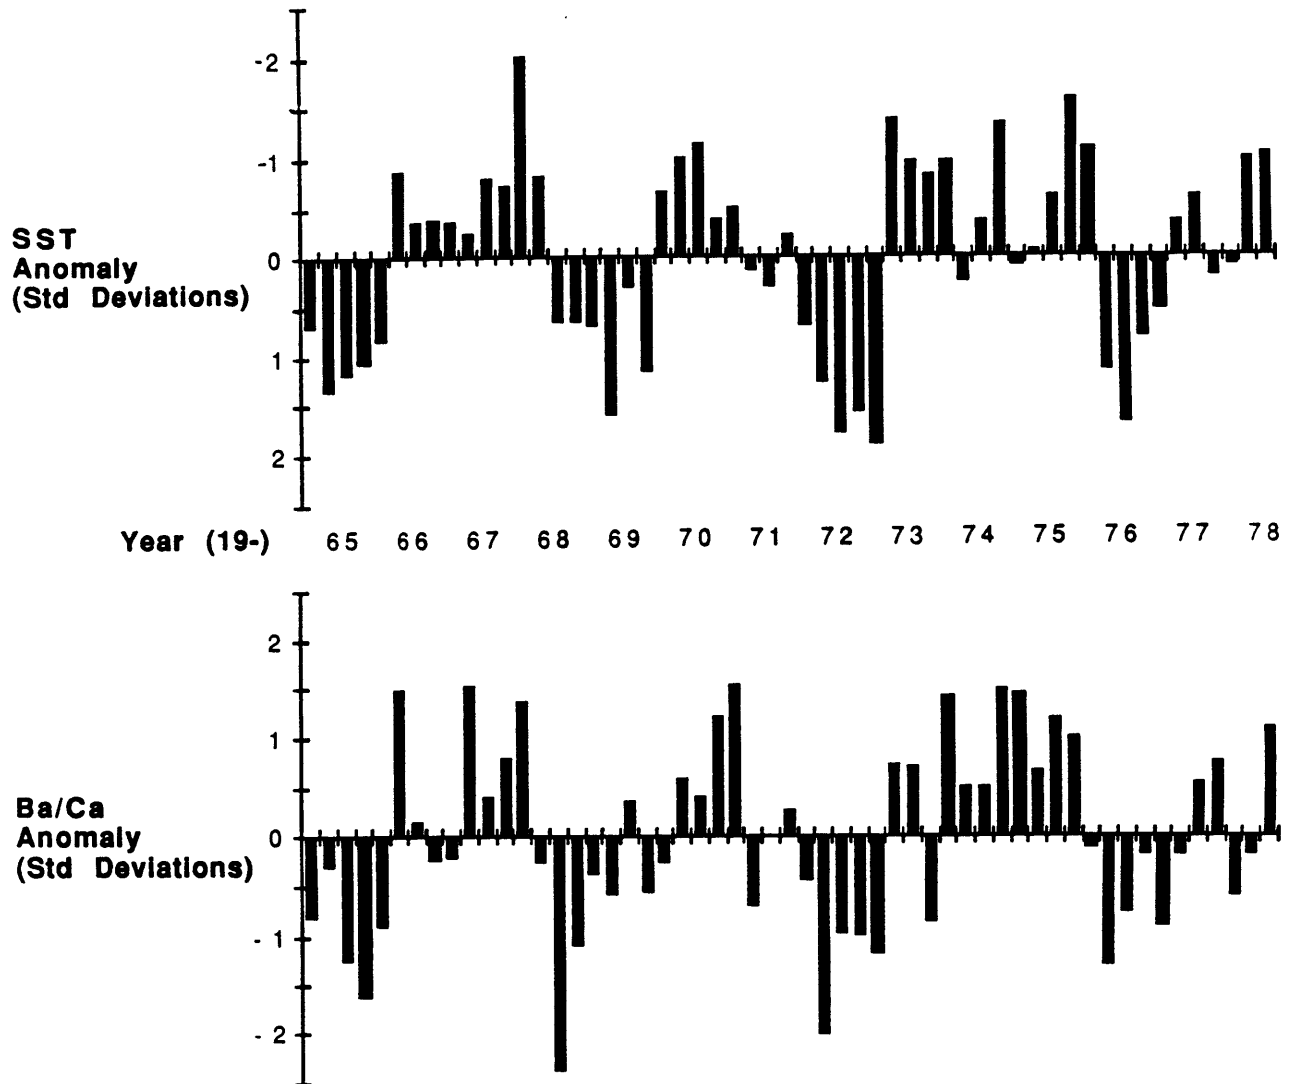 -2
-1
SST
Anomaly
(Std Deviations)
0
1
2
Year (19-) 65 66 67 68 69 70 71 72 73 74 75 76 77 78
2
1
Ba/Ca
Anomaly
(Std Deviations)
0
- 1
- 2